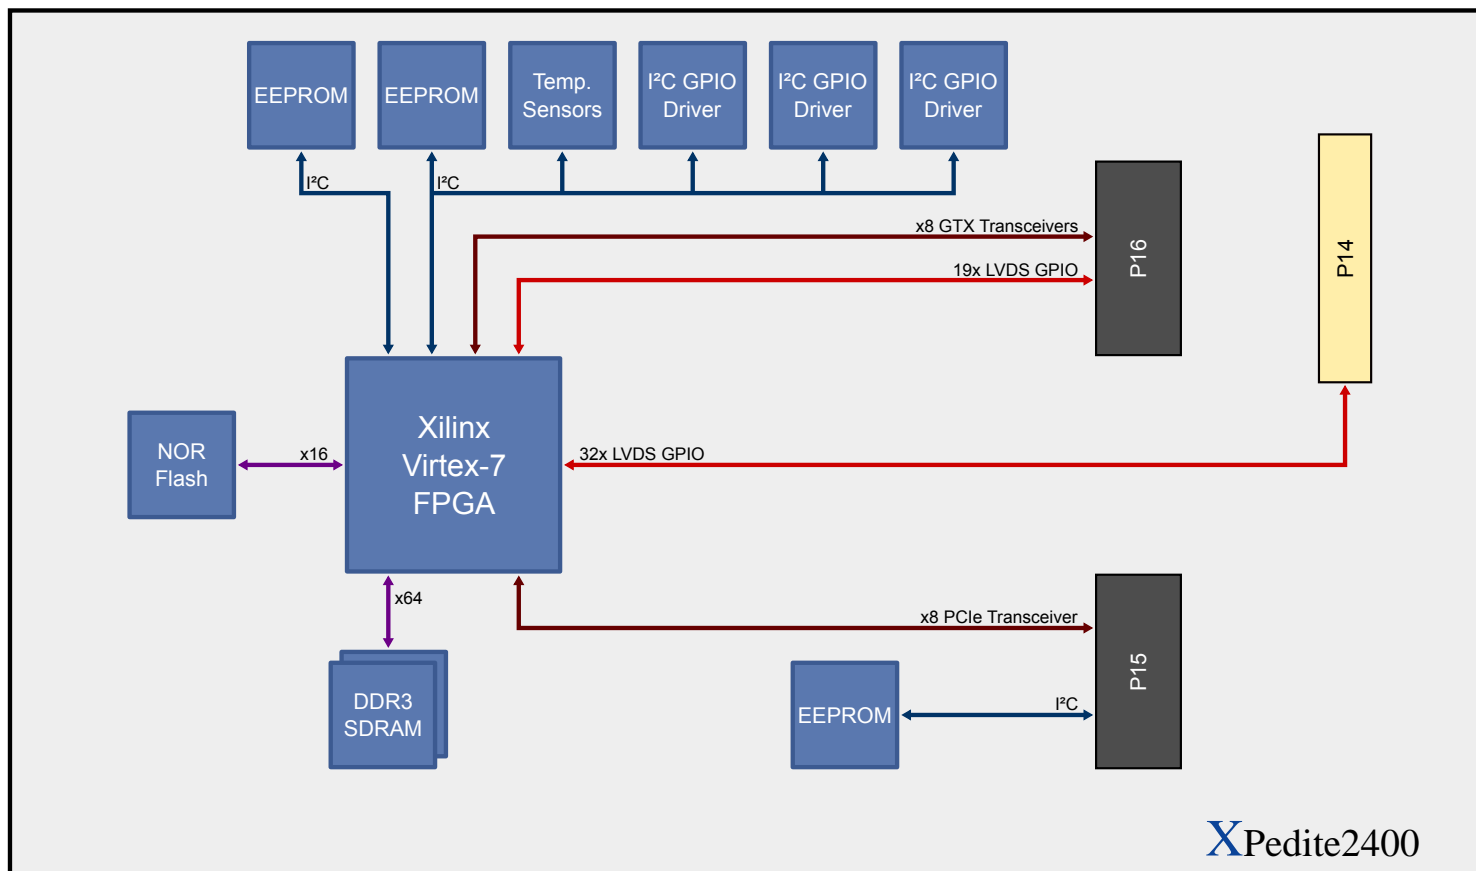 EEPROM
EEPROM
Temp.
Sensors
I²C GPIO
Driver
I²C GPIO
Driver
I²C GPIO
Driver
I²C
I²C
x8 GTX Transceivers
19x LVDS GPIO
P16
P14
Xilinx
Virtex-7
FPGA
NOR
Flash
x16
32x LVDS GPIO
x64
x8 PCIe Transceiver
P15
DDR3
SDRAM
EEPROM
I²C
XPedite2400